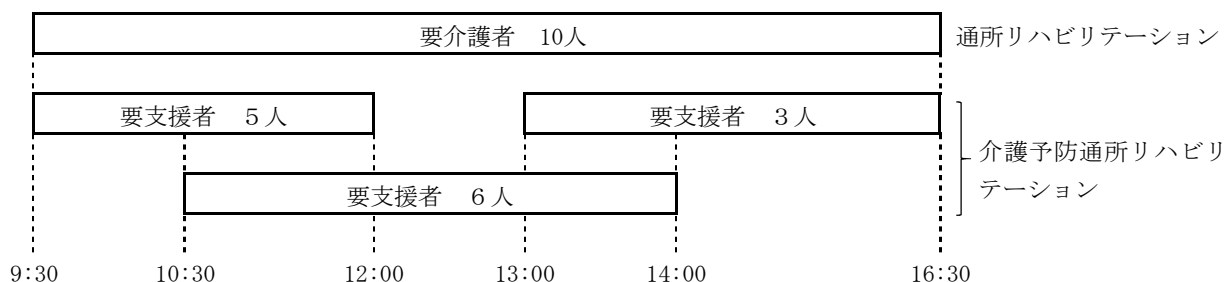 要介護者　10人
通所リハビリテーション
要支援者　５人
要支援者　３人
介護予防通所リハビリ
テーション
要支援者　６人
9:30
10:30
12:00
13:00
14:00
16:30